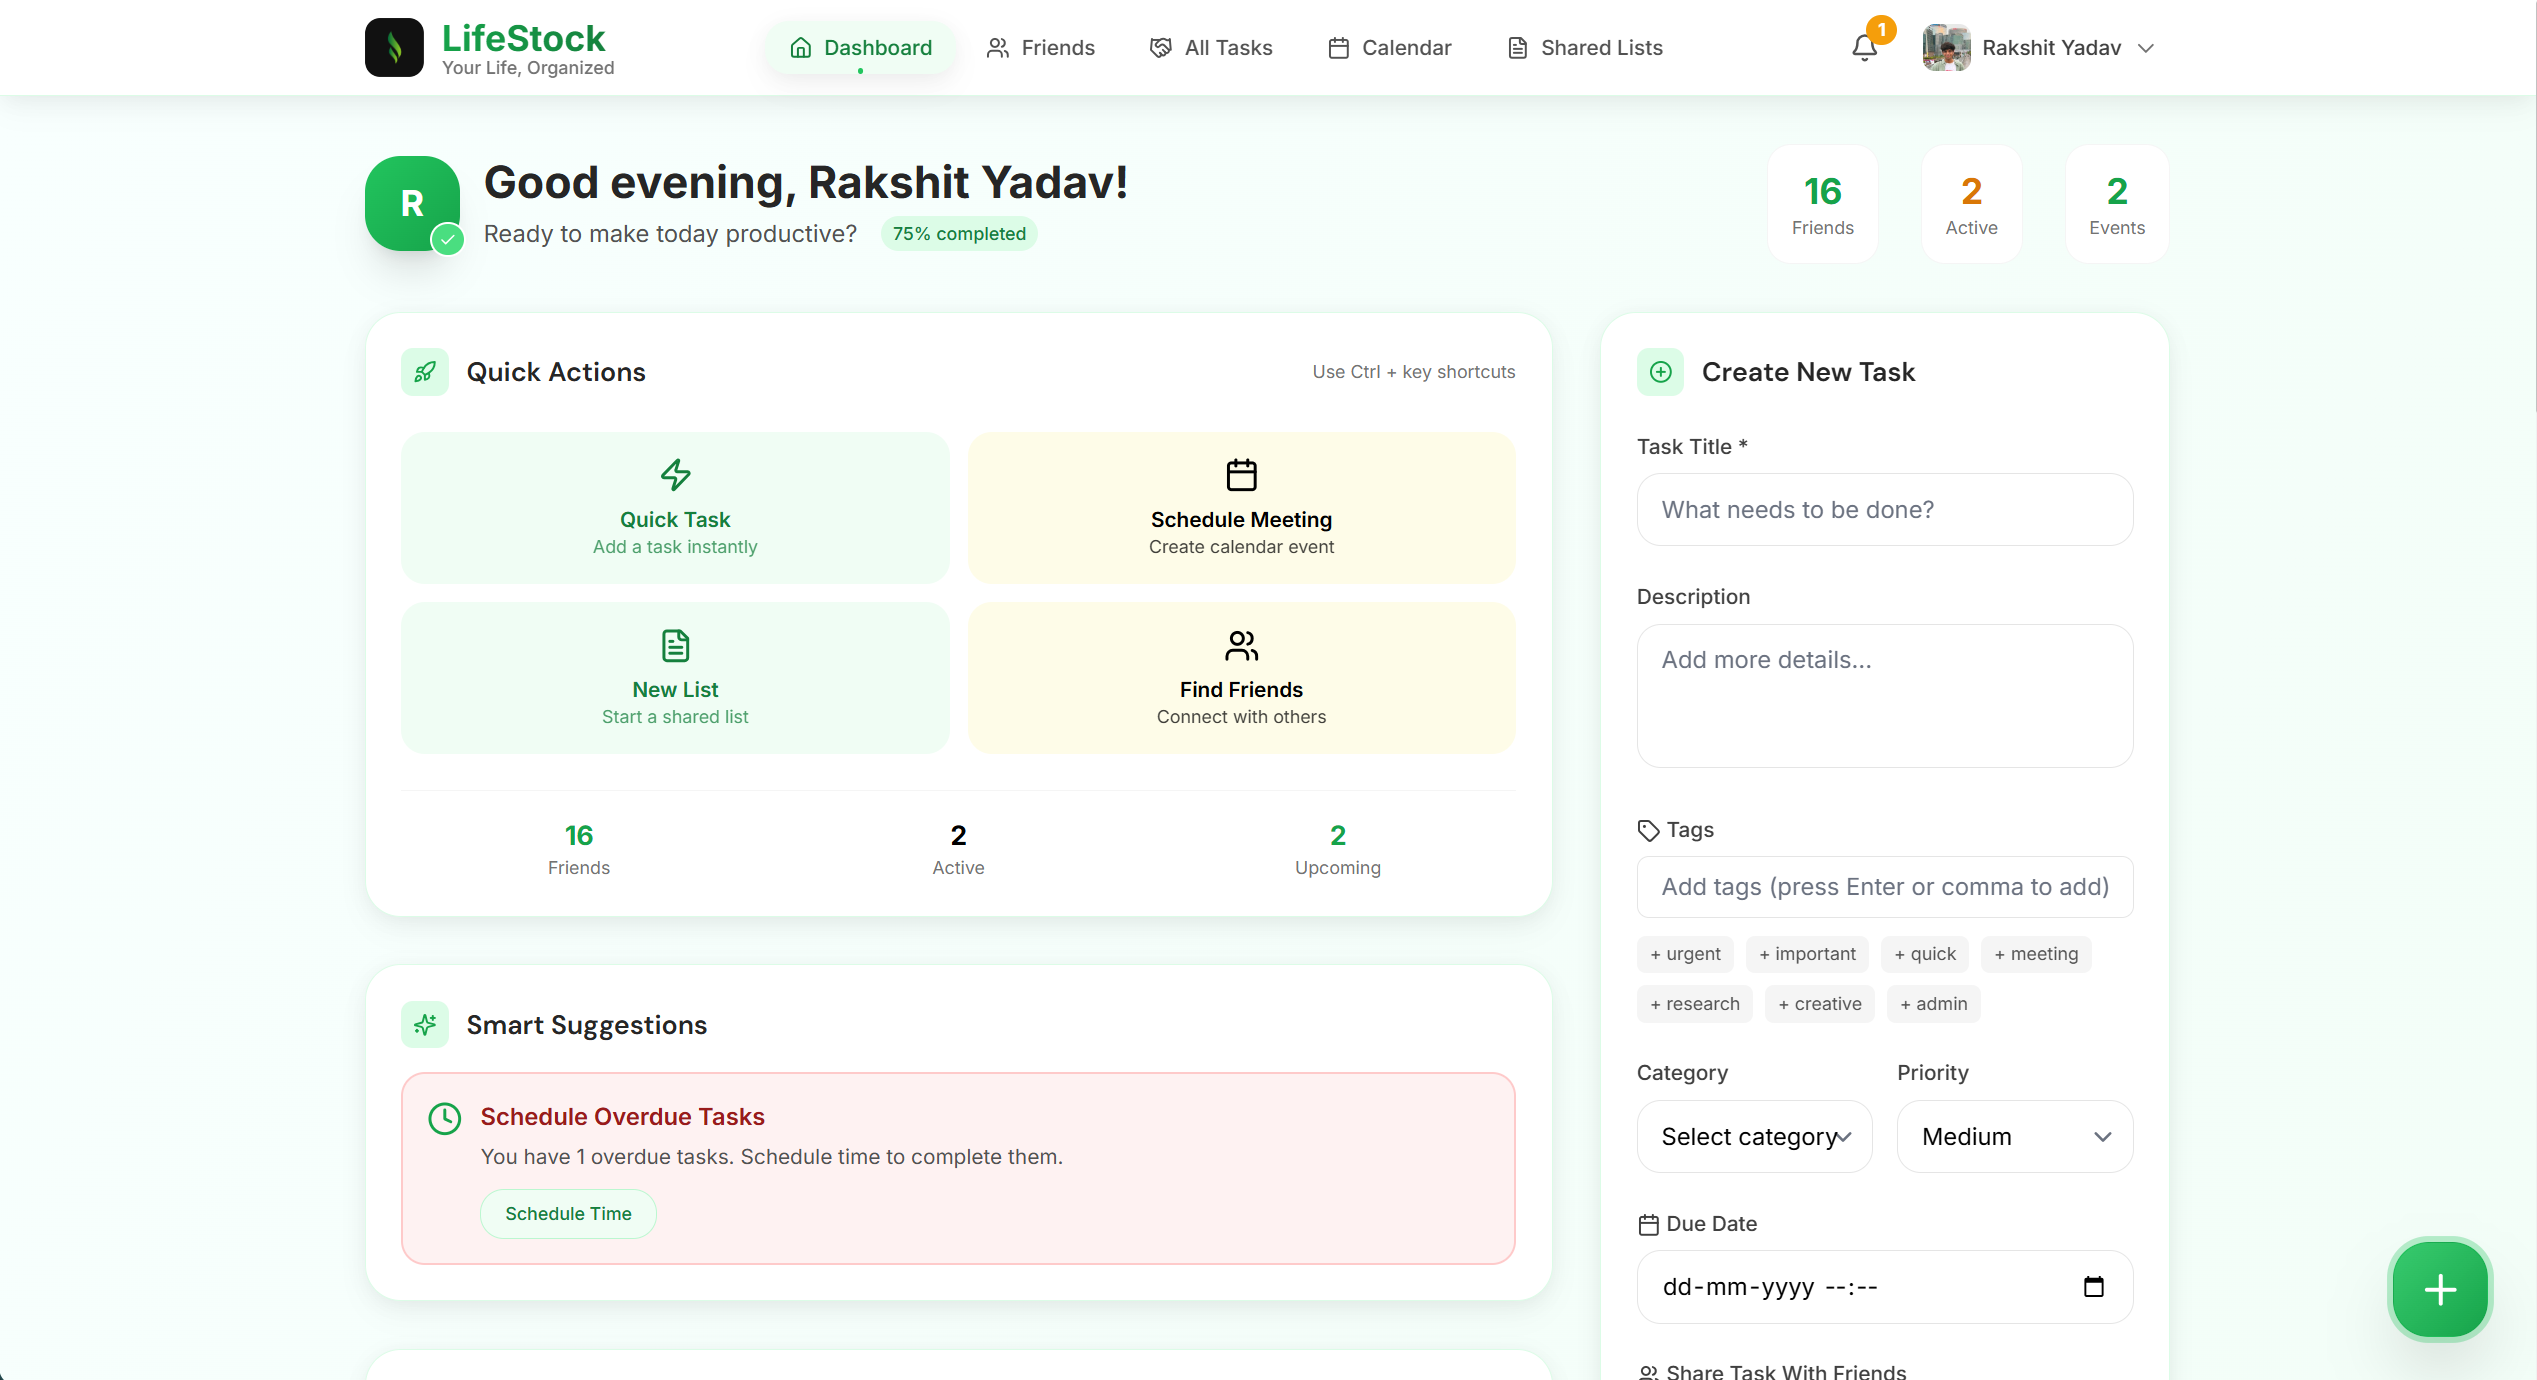 LifeStock
Your Life, Organized
Dashboard
Friends
All Tasks
Calendar
Shared Lists
1
Rakshit Yadav
R
Good evening, Rakshit Yadav!
Ready to make today productive?
75% completed
16
Friends
2
Active
2
Events
Quick Actions
Use Ctrl + key shortcuts
Quick Task
Add a task instantly
Schedule Meeting
Create calendar event
New List
Start a shared list
Find Friends
Connect with others
16
Friends
2
Active
2
Upcoming
Smart Suggestions
Schedule Overdue Tasks
You have 1 overdue tasks. Schedule time to complete them.
Schedule Time
Create New Task
Task Title *
What needs to be done?
Description
Add more details...
Tags
Add tags (press Enter or comma to add)
+ urgent
+ important
+ quick
+ meeting
+ research
+ creative
+ admin
Category
Priority
Select category
Medium
Due Date
dd-mm-yyyy --:--
Share Task With Friends